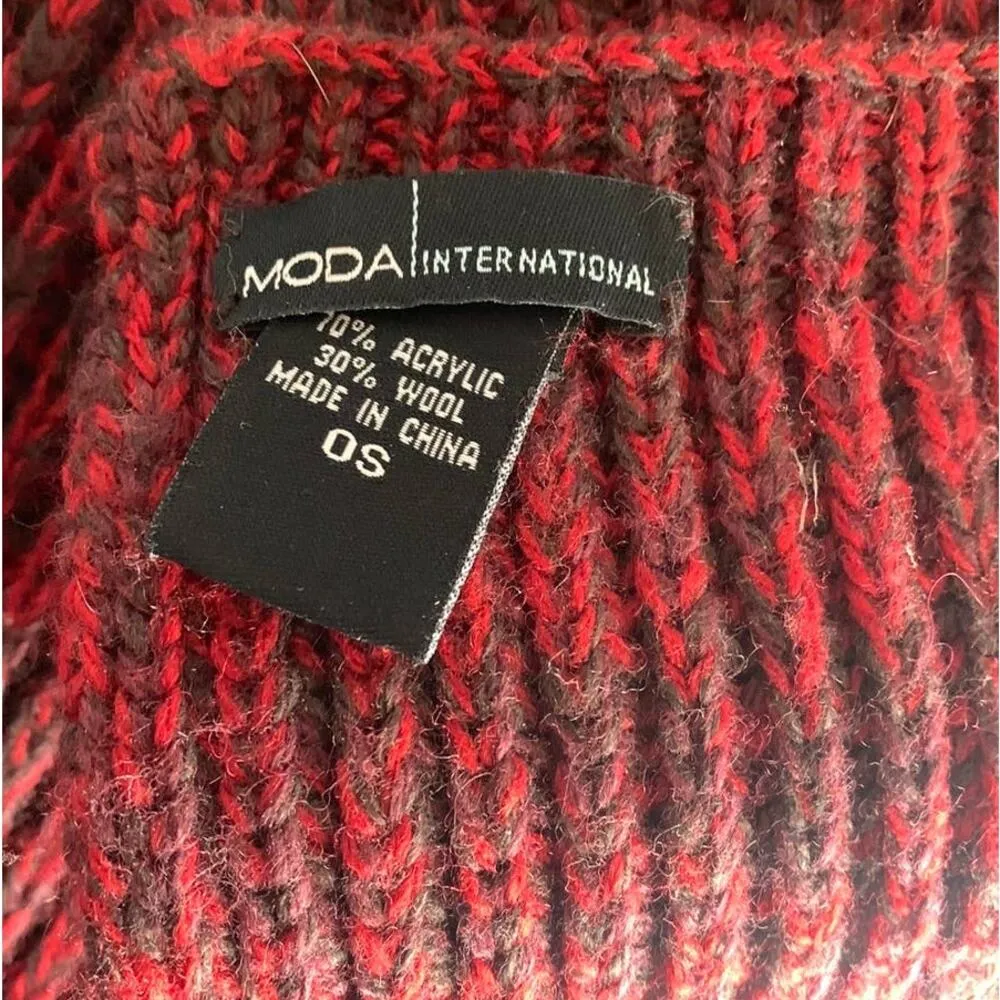 MODA INTERNATIONAL
70% ACRYLIC
30% WOOL
MADE IN CHINA
OS